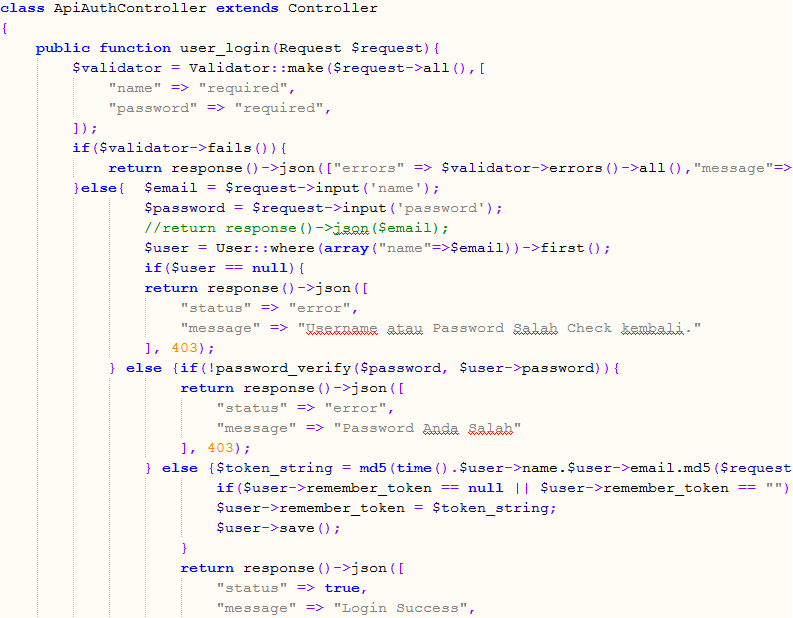 class ApiAuthController extends Controller
{
    public function user_login(Request $request){
        $validator = Validator::make($request->all(),[
            "name" => "required",
            "password" => "required",
        ]);
        if($validator->fails()){
            return response()->json(["errors" => $validator->errors()->all(),"message"=>
        }else{  $email = $request->input('name');
                $password = $request->input('password');
                //return response()->json($email);
                $user = User::where(array("name"=>$email))->first();
                if($user == null){
                return response()->json([
                    "status" => "error",
                    "message" => "Username atau Password Salah Check kembali."
                ], 403);
            } else {if(!password_verify($password, $user->password)){
                    return response()->json([
                        "status" => "error",
                        "message" => "Password Anda Salah"
                    ], 403);
                } else {$token_string = md5(time().$user->name.$user->email.md5($request
                        if($user->remember_token == null || $user->remember_token == "")
                        $user->remember_token = $token_string;
                        $user->save();
                    }
                    return response()->json([
                        "status" => true,
                        "message" => "Login Success",